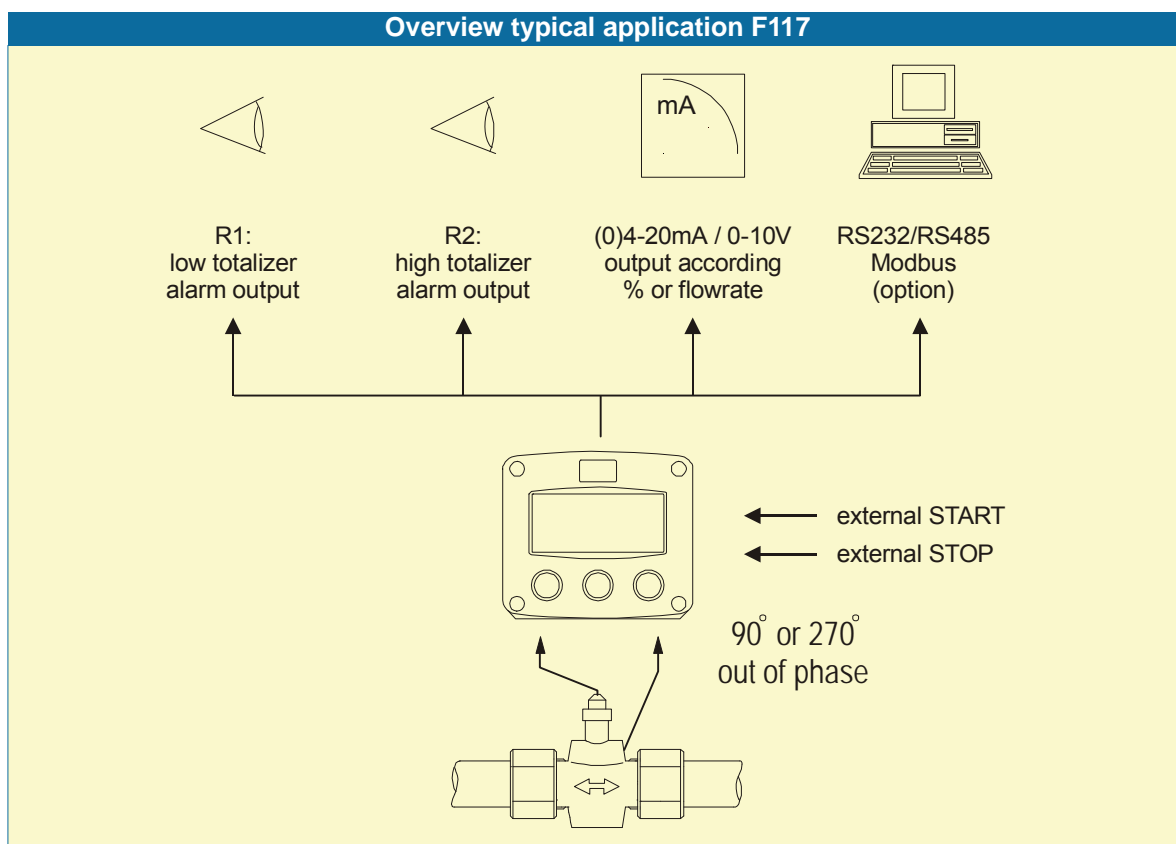 Overview typical application F117
mA
R1:
low totalizer
alarm output
R2:
high totalizer
alarm output
(0)4-20mA / 0-10V
output according
% or flowrate
RS232/RS485
Modbus
(option)
external START
external STOP
90° or 270°
out of phase